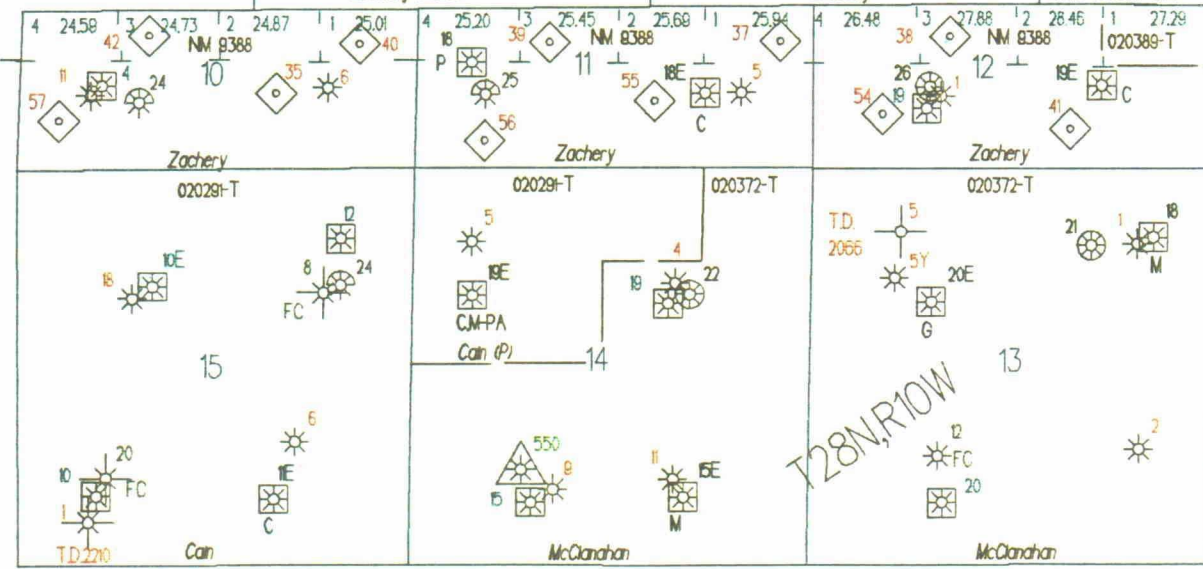 4 24.58 3 24.73 2 24.87 1 25.01
42 NM 8388 40
11 4 24 10 35 6
57
Zachery
4 25.20 3 25.45 2 25.69 1 25.94
39 NM 8388 37
18 P 25 11 55 18E 5
C
56
Zachery
4 26.48 3 27.88 2 28.46 1 27.29
38 NM 8388 020389-T
26 1 12 19E C
54 19 41
Zachery
020291-T
12
10E
18 8 24
FC
15
6
20
10 FC 11E
1 C
T.D.2210 Cain
020291-T 020372-T
5
4
19E 19 22
C,M-PA
Cain (P)
14
550
9 11 15E
15 M
McClanahan
020372-T
T.D. 5 21 1 18
2066
5Y M
20E
G
13
T28N,R10W
12 2
FC
20
McClanahan